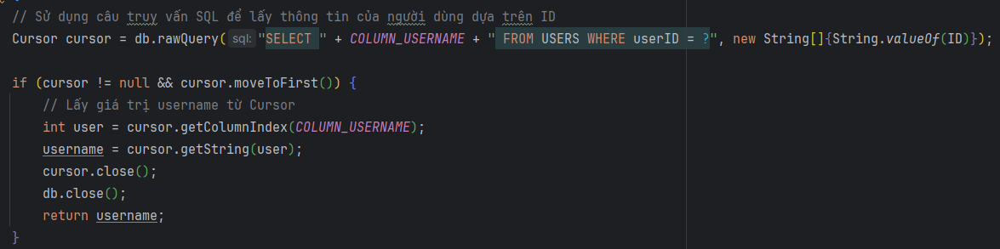 // Sử dụng câu truy vấn SQL để lấy thông tin của người dùng dựa trên ID
Cursor cursor = db.rawQuery( sql: "SELECT " + COLUMN_USERNAME + " FROM USERS WHERE userID = ?", new String[]{String.valueOf(ID)});
if (cursor != null && cursor.moveToFirst()) {
// Lấy giá trị username từ Cursor
int user = cursor.getColumnIndex(COLUMN_USERNAME);
username = cursor.getString(user);
cursor.close();
db.close();
return username;
}